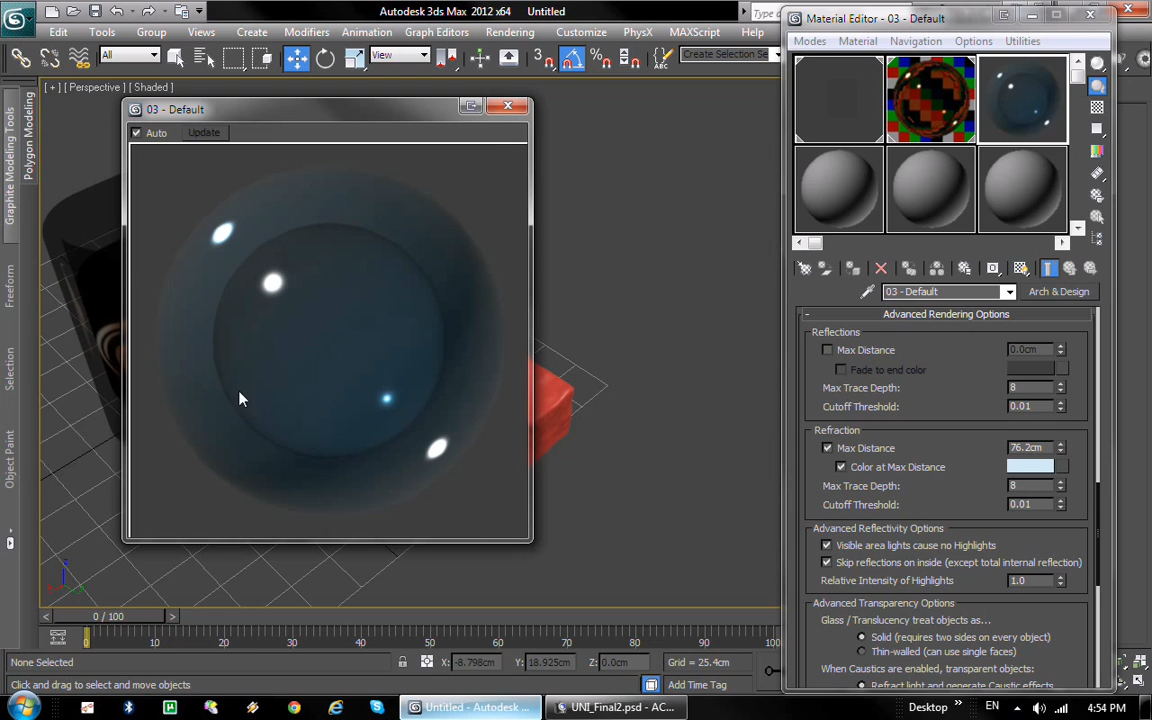 Autodesk 3ds Max 2012 x64 Untitled
Edit Tools Group Views Create Modifiers Animation Graph Editors Rendering Customize PhysX MAXScript
All View 3 Create Selection Se
[ + ] [ Perspective ] [ Shaded ]
Graphite Modeling Tools
Polygon Modeling
Freeform
Selection
Object Paint
03 - Default
Auto Update
Material Editor - 03 - Default
Modes Material Navigation Options Utilities
03 - Default Arch & Design
- Advanced Rendering Options
Reflections
Max Distance 0.0cm
Fade to end color
Max Trace Depth: 8
Cutoff Threshold: 0.01
Refraction
Max Distance 76.2cm
Color at Max Distance
Max Trace Depth: 8
Cutoff Threshold: 0.01
Advanced Reflectivity Options
Visible area lights cause no Highlights
Skip reflections on inside (except total internal reflection)
Relative Intensity of Highlights 1.0
Advanced Transparency Options
Glass / Translucency treat objects as...
Solid (requires two sides on every object)
Thin-walled (can use single faces)
When Caustics are enabled, transparent objects:
Refract light and generate Caustic effects
z
< 0 / 100 >
0 10 20 30 40 50 60 70 80 90 100
None Selected X: -8.798cm Y: 18.925cm Z: 0.0cm Grid = 25.4cm
Click and drag to select and move objects Add Time Tag
Untitled - Autodesk ... UNI_Final2.psd - AC... Desktop » EN 4:54 PM